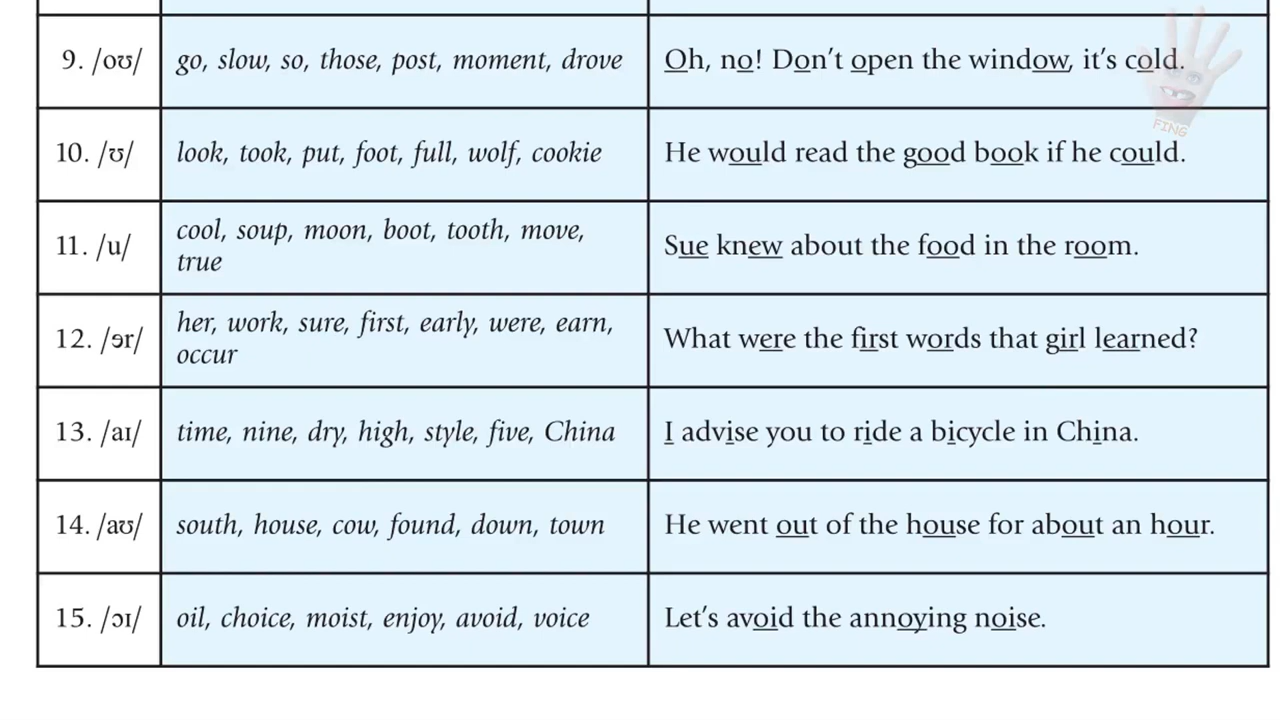 9. /oʊ/ go, slow, so, those, post, moment, drove Oh, no! Don't open the window, it's cold.
FING
10. /ʊ/ look, took, put, foot, full, wolf, cookie He would read the good book if he could.
11. /u/ cool, soup, moon, boot, tooth, move, Sue knew about the food in the room.
true
12. /ɘr/ her, work, sure, first, early, were, earn, What were the first words that girl learned?
occur
13. /aɪ/ time, nine, dry, high, style, five, China I advise you to ride a bicycle in China.
14. /aʊ/ south, house, cow, found, down, town He went out of the house for about an hour.
15. /ɔɪ/ oil, choice, moist, enjoy, avoid, voice Let's avoid the annoying noise.